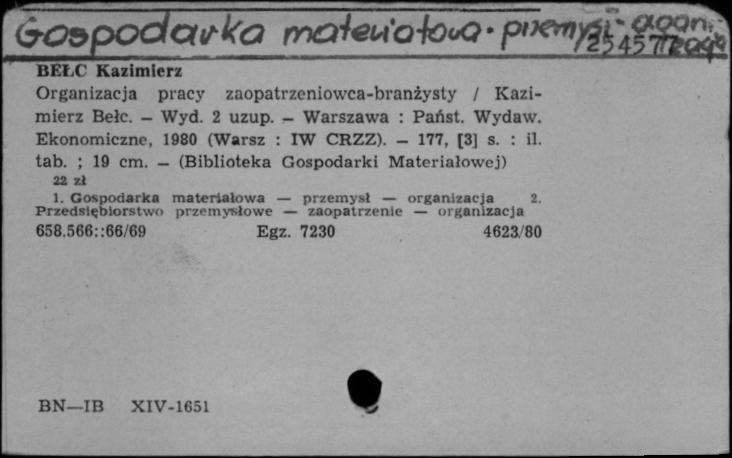 Gospodarka materiałowa - przemysł -
254577
BEŁC Kazimierz
Organizacja pracy zaopatrzeniowca-branżysty / Kazi-
mierz Bełc. — Wyd. 2 uzup. — Warszawa : Państ. Wydaw.
Ekonomiczne, 1980 (Warsz : IW CRZZ). — 177, [3] s. : il.
tab. ; 19 cm. — (Biblioteka Gospodarki Materiałowej)
22 zł
1. Gospodarka materiałowa — przemysł — organizacja 2.
Przedsiębiorstwo przemysłowe — zaopatrzenie — organizacja
658.566::66/69 Egz. 7230 4623/80
BN—IB XIV-1651